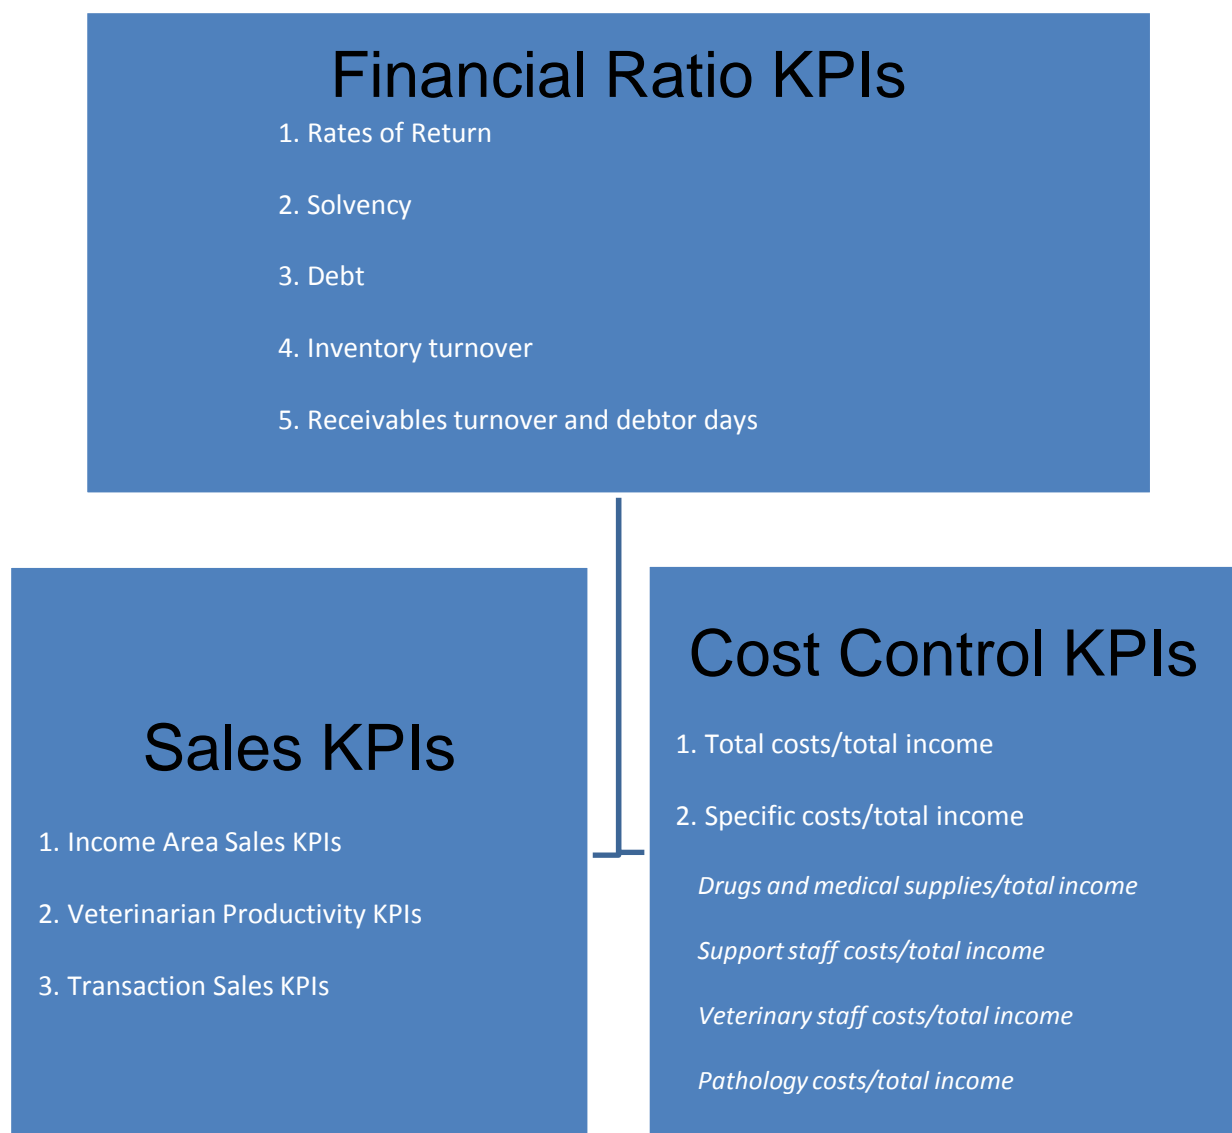 Financial Ratio KPIs
1. Rates of Return
2. Solvency
3. Debt
4. Inventory turnover
5. Receivables turnover and debtor days
Sales KPIs
1. Income Area Sales KPIs
2. Veterinarian Productivity KPIs
3. Transaction Sales KPIs
Cost Control KPIs
1. Total costs/total income
2. Specific costs/total income
Drugs and medical supplies/total income
Support staff costs/total income
Veterinary staff costs/total income
Pathology costs/total income